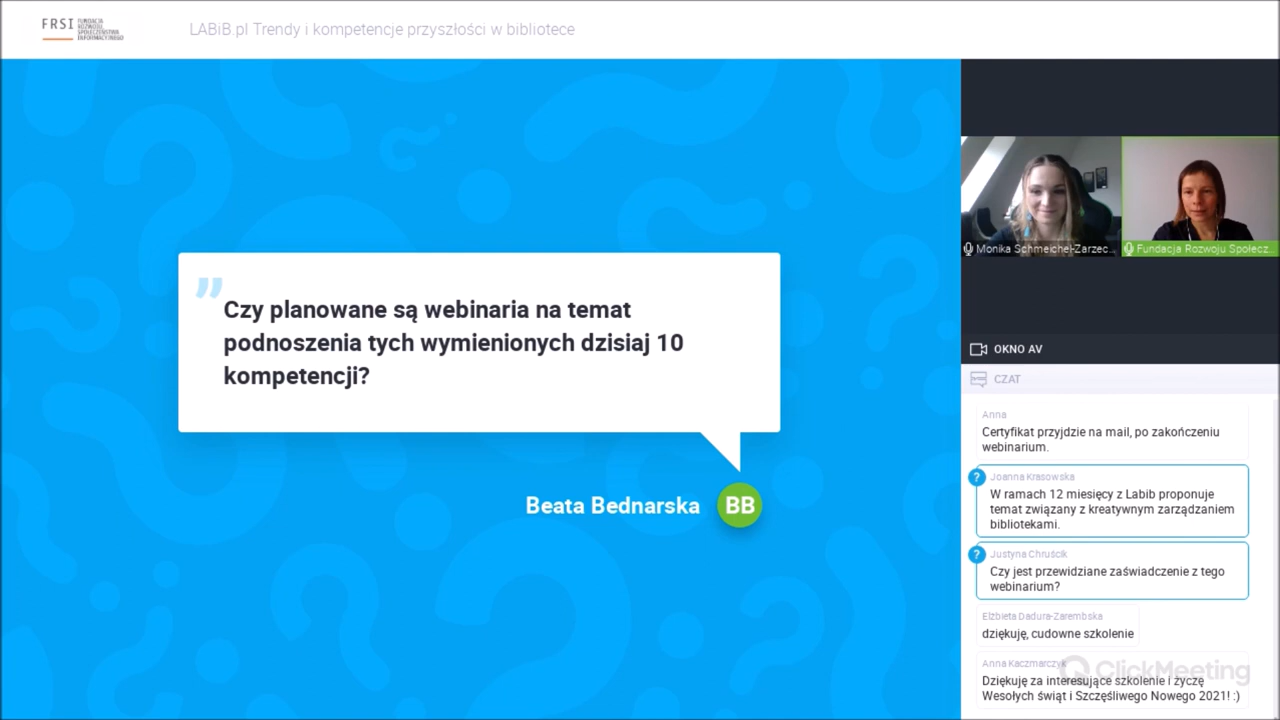 FRSI
FUNDACJA
ROZWOJU
SPOŁECZEŃSTWA
INFORMACYJNEGO
LABiB.pl Trendy i kompetencje przyszłości w bibliotece
Czy planowane są webinaria na temat
podnoszenia tych wymienionych dzisiaj 10
kompetencji?
Beata Bednarska
BB
Monika Schmeichel-Zarzec...
Fundacja Rozwoju Społecz...
OKNO AV
CZAT
Anna
Certyfikat przyjdzie na mail, po zakończeniu
webinarium.
?
Joanna Krasowska
W ramach 12 miesięcy z Labib proponuje
temat związany z kreatywnym zarządzaniem
bibliotekami.
?
Justyna Chruścik
Czy jest przewidziane zaświadczenie z tego
webinarium?
Elżbieta Dadura-Zarembska
dziękuję, cudowne szkolenie
Anna Kaczmarczyk
ClickMeeting
Dziękuję za interesujące szkolenie i życzę
Wesołych świąt i Szczęśliwego Nowego 2021! :)